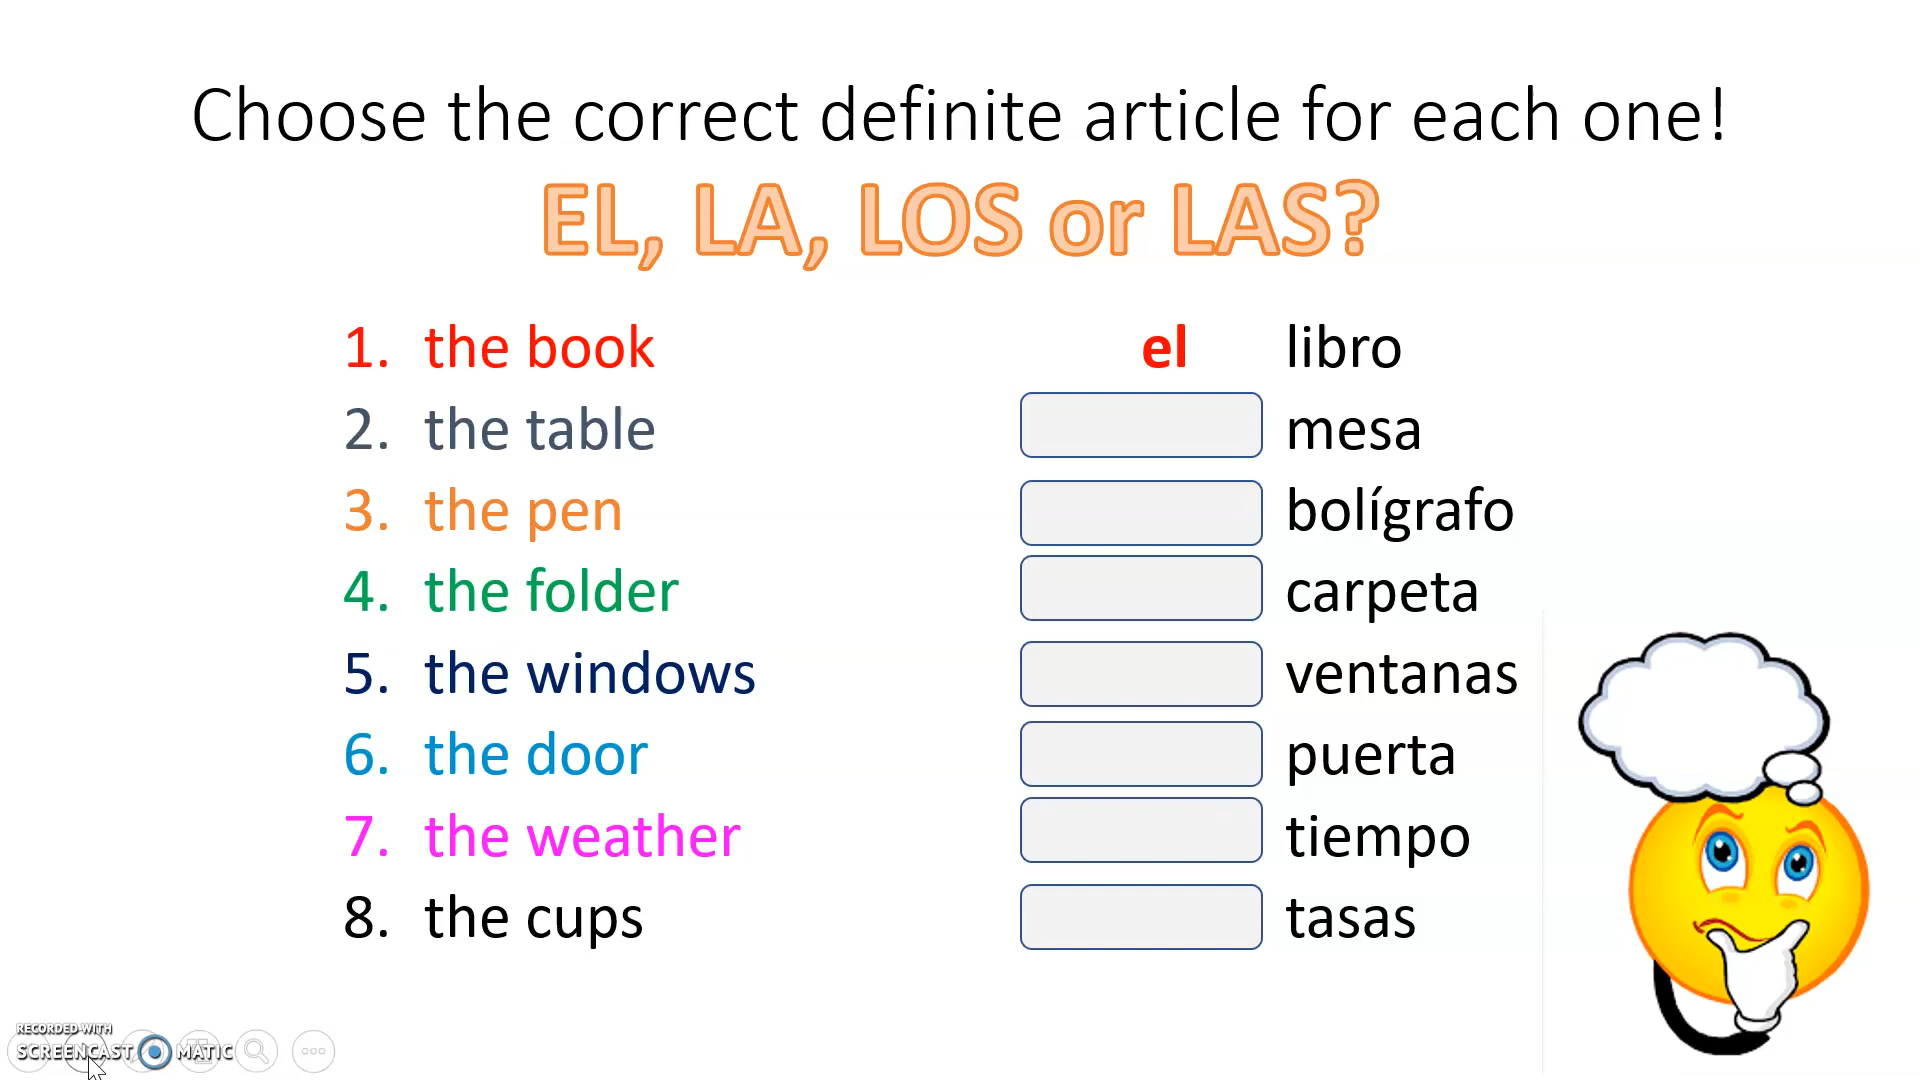 Choose the correct definite article for each one!
EL, LA, LOS or LAS?
1. the book el libro
2. the table mesa
3. the pen bolígrafo
4. the folder carpeta
5. the windows ventanas
6. the door puerta
7. the weather tiempo
8. the cups tasas
RECORDED WITH
SCREENCAST MATIC